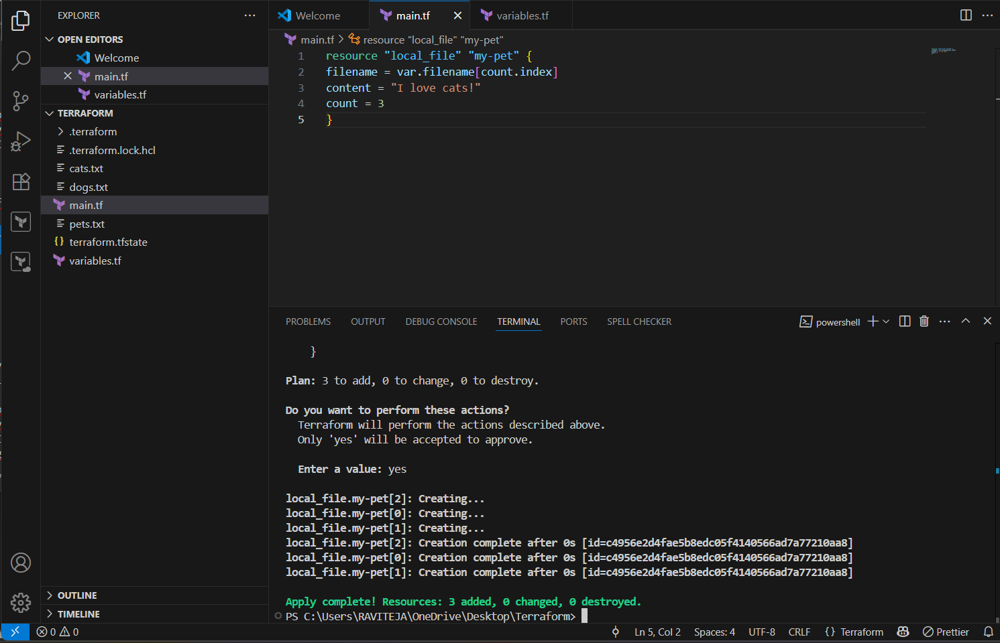 EXPLORER
OPEN EDITORS
Welcome
main.tf
variables.tf
TERRAFORM
.terraform
.terraform.lock.hcl
cats.txt
dogs.txt
main.tf
pets.txt
{} terraform.tfstate
variables.tf
OUTLINE
TIMELINE
Welcome
main.tf
variables.tf
main.tf > resource "local_file" "my-pet"
1 resource "local_file" "my-pet" {
2 filename = var.filename[count.index]
3 content = "I love cats!"
4 count = 3
5 }
PROBLEMS OUTPUT DEBUG CONSOLE TERMINAL PORTS SPELL CHECKER
powershell
}
Plan: 3 to add, 0 to change, 0 to destroy.
Do you want to perform these actions?
Terraform will perform the actions described above.
Only 'yes' will be accepted to approve.
Enter a value: yes
local_file.my-pet[2]: Creating...
local_file.my-pet[0]: Creating...
local_file.my-pet[1]: Creating...
local_file.my-pet[2]: Creation complete after 0s [id=c4956e2d4fae5b8edc05f4140566ad7a77210aa8]
local_file.my-pet[0]: Creation complete after 0s [id=c4956e2d4fae5b8edc05f4140566ad7a77210aa8]
local_file.my-pet[1]: Creation complete after 0s [id=c4956e2d4fae5b8edc05f4140566ad7a77210aa8]
Apply complete! Resources: 3 added, 0 changed, 0 destroyed.
PS C:\Users\RAVITEJA\OneDrive\Desktop\Terraform>
0 0 Ln 5, Col 2 Spaces: 4 UTF-8 CRLF {} Terraform Prettier